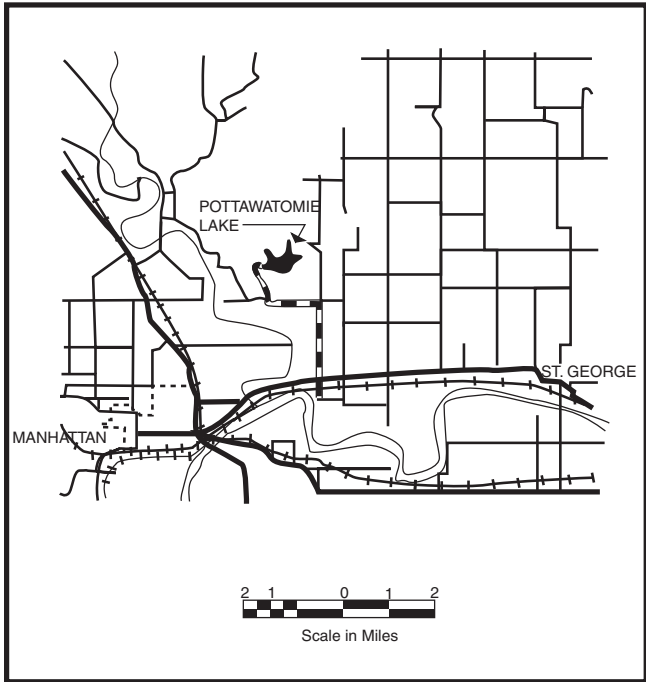 POTTAWATOMIE
LAKE
ST. GEORGE
MANHATTAN
2 1 0 1 2
Scale in Miles